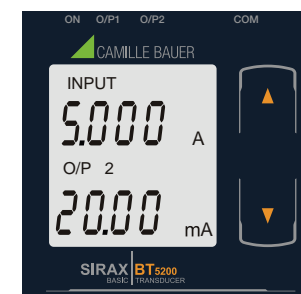 ON O/P1 O/P2 COM
CAMILLE BAUER
INPUT
5.000 A
O/P 2
20.00 mA
SIRAX BT5200
BASIC TRANSDUCER